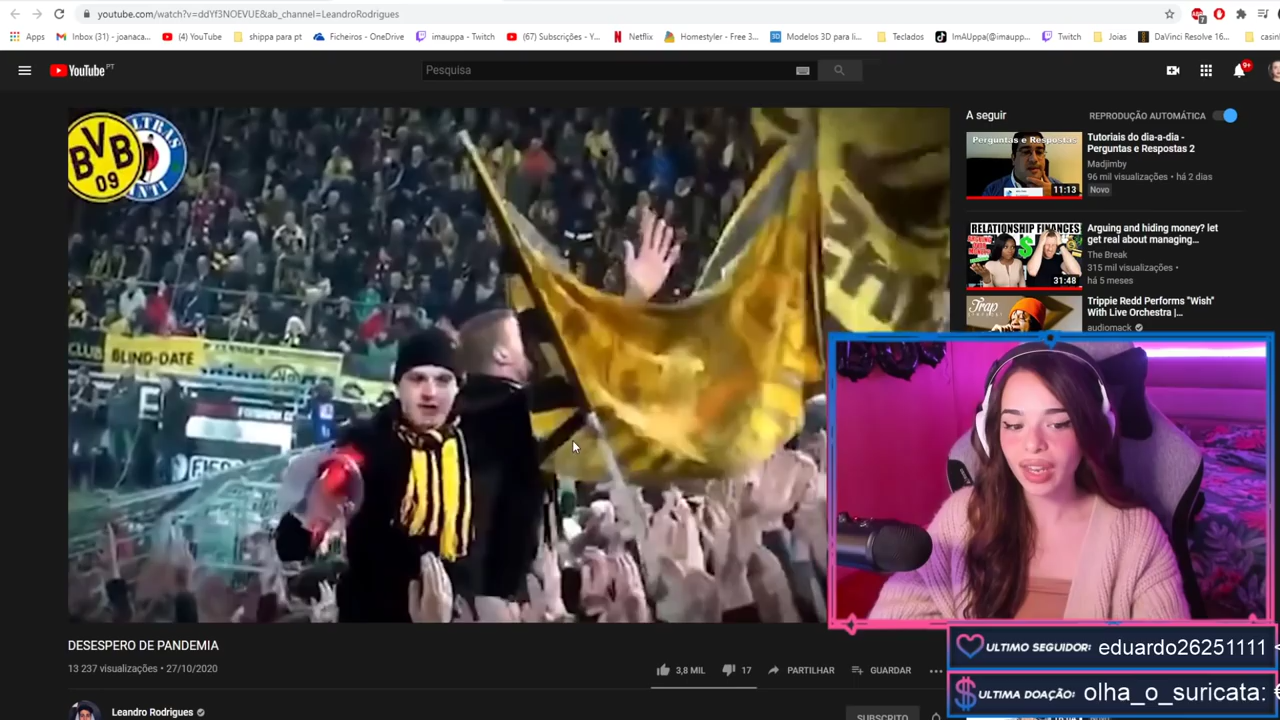 youtube.com/watch?v=ddYf3NOEVUE&ab_channel=LeandroRodrigues
Apps
Inbox (31) - joanaca...
(4) YouTube
shippa para pt
Ficheiros - OneDrive
imauppa - Twitch
(67) Subscrições - Y...
Netflix
Homestyler - Free 3...
Modelos 3D para li...
Teclados
ImAUppa(@imaupp...
Twitch
Joias
DaVinci Resolve 16...
YouTube PT
Pesquisa
9+
BVB
09
CLUB
BLIND-DATE
A seguir
REPRODUÇÃO AUTOMÁTICA
Perguntas e Respostas
11:13
Tutoriais do dia-a-dia -
Perguntas e Respostas 2
Madjimby
96 mil visualizações • há 2 dias
Novo
RELATIONSHIP FINANCES
31:48
Arguing and hiding money? let
get real about managing...
The Break
315 mil visualizações •
há 5 meses
Trap
Trippie Redd Performs "Wish"
With Live Orchestra |...
audiomack
DESESPERO DE PANDEMIA
13 237 visualizações • 27/10/2020
3,8 MIL
17
PARTILHAR
GUARDAR
Leandro Rodrigues
SUBSCRITO
ULTIMO SEGUIDOR: eduardo26251111
ULTIMA DOAÇÃO: olha_o_suricata: